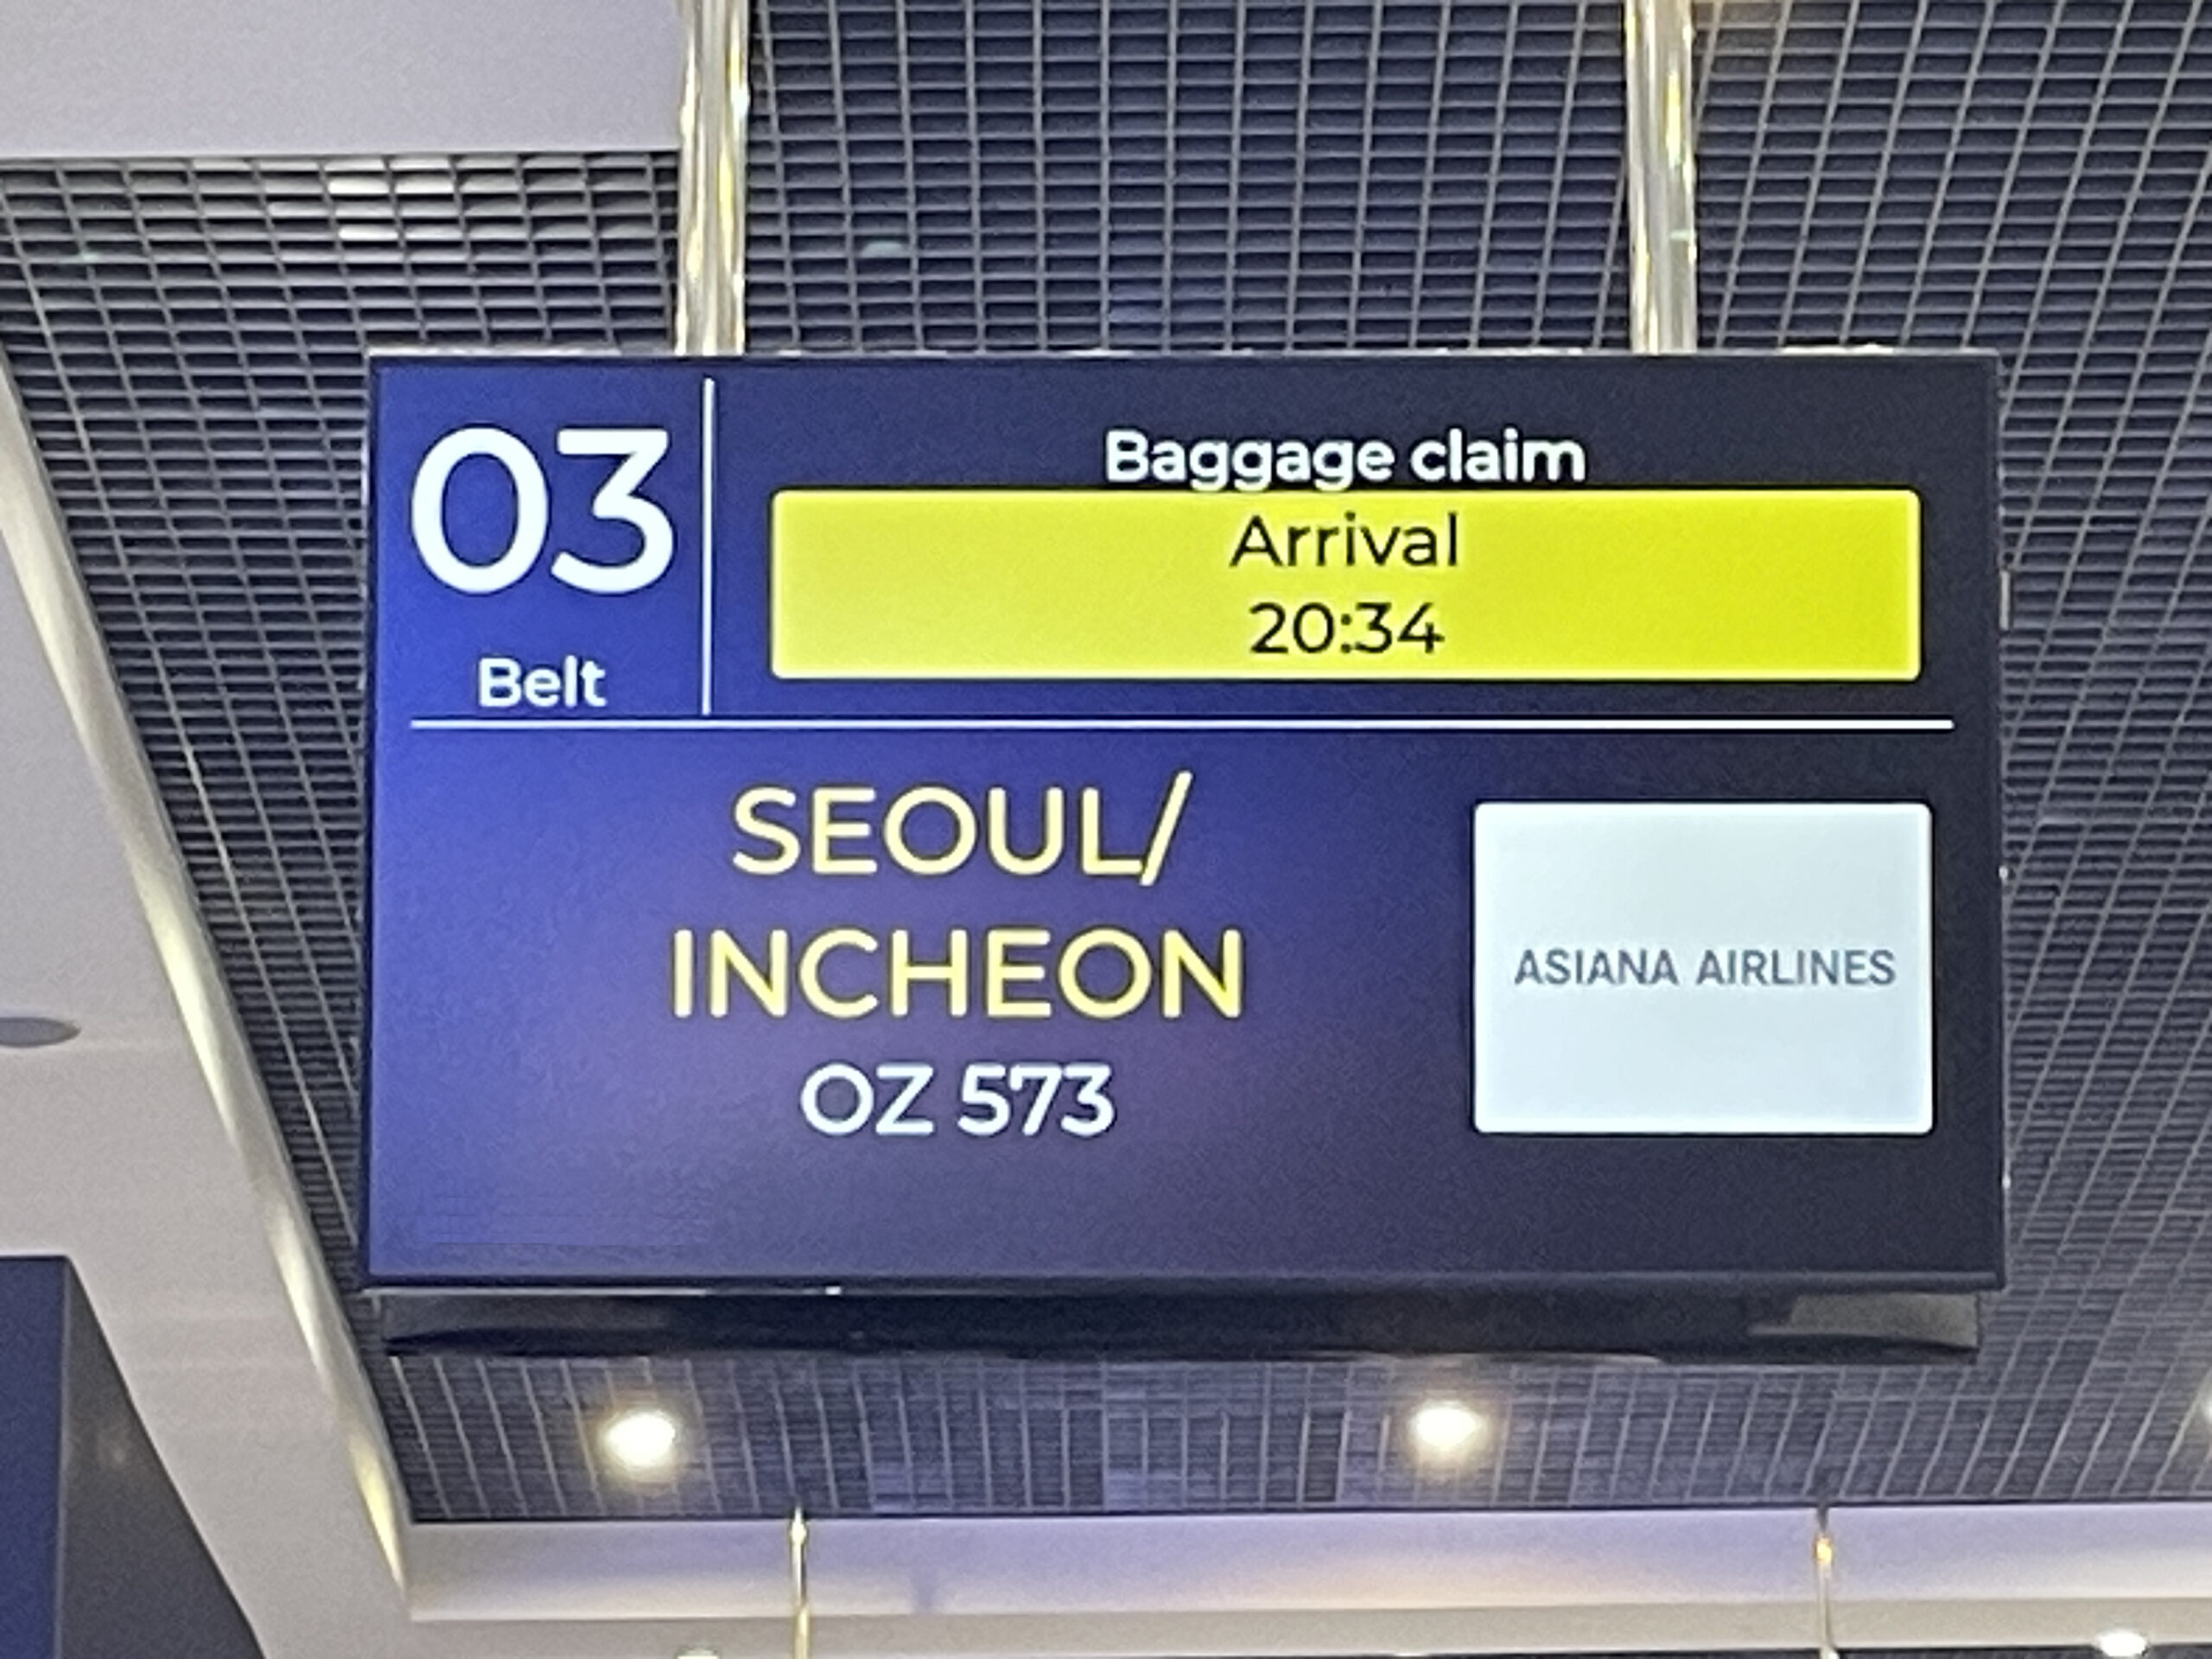 03
Belt
Baggage claim
Arrival
20:34
SEOUL/
INCHEON
OZ 573
ASIANA AIRLINES